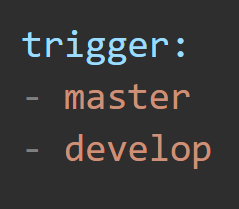 trigger:
- master
- develop